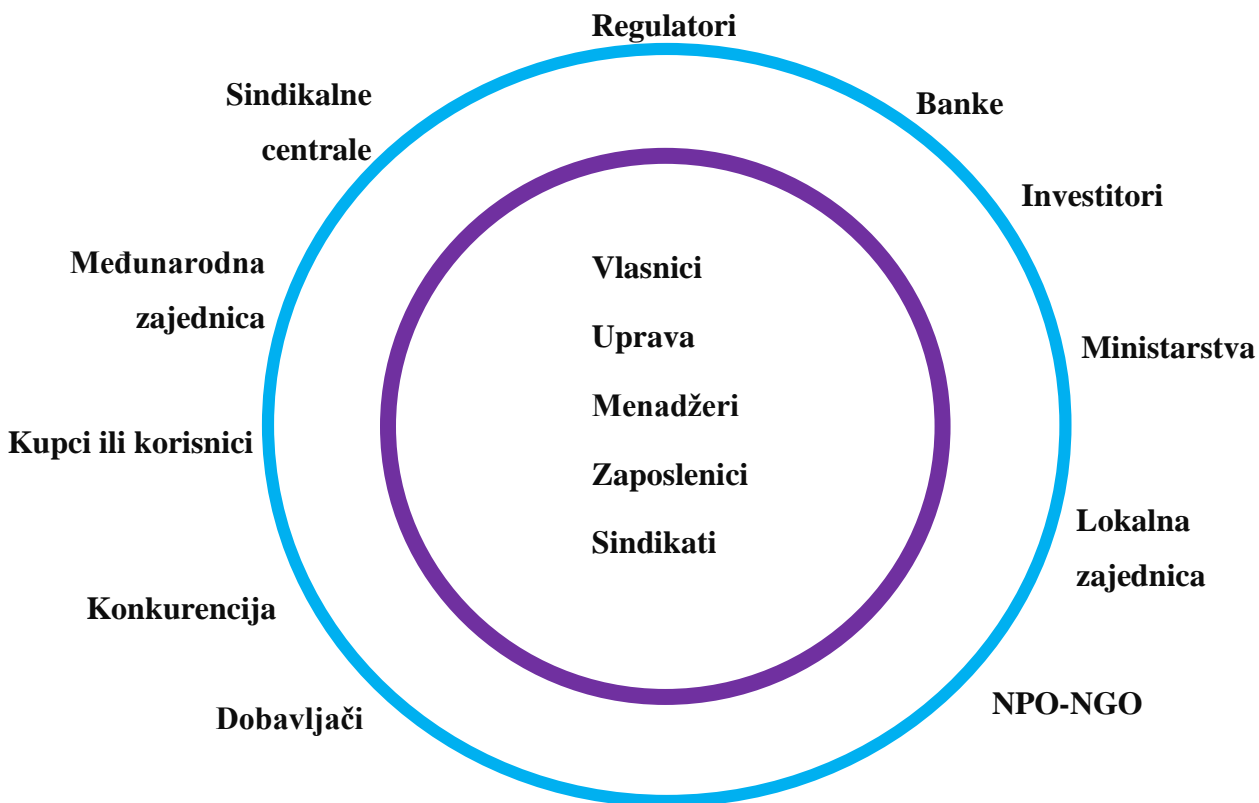 Regulatori
Sindikalne
centrale
Banke
Investitori
Međunarodna
zajednica
Vlasnici
Uprava
Menadžeri
Zaposlenici
Sindikati
Ministarstva
Kupci ili korisnici
Lokalna
zajednica
Konkurencija
Dobavljači
NPO-NGO